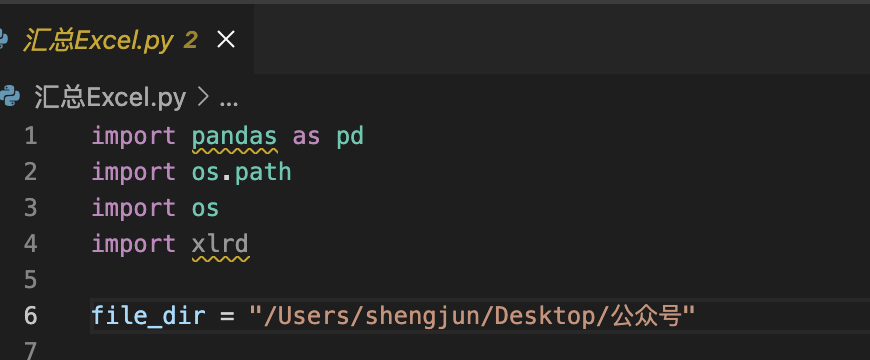 汇总Excel.py 2
汇总Excel.py > ...
1 import pandas as pd
2 import os.path
3 import os
4 import xlrd
5
6 file_dir = "/Users/shengjun/Desktop/公众号"
7